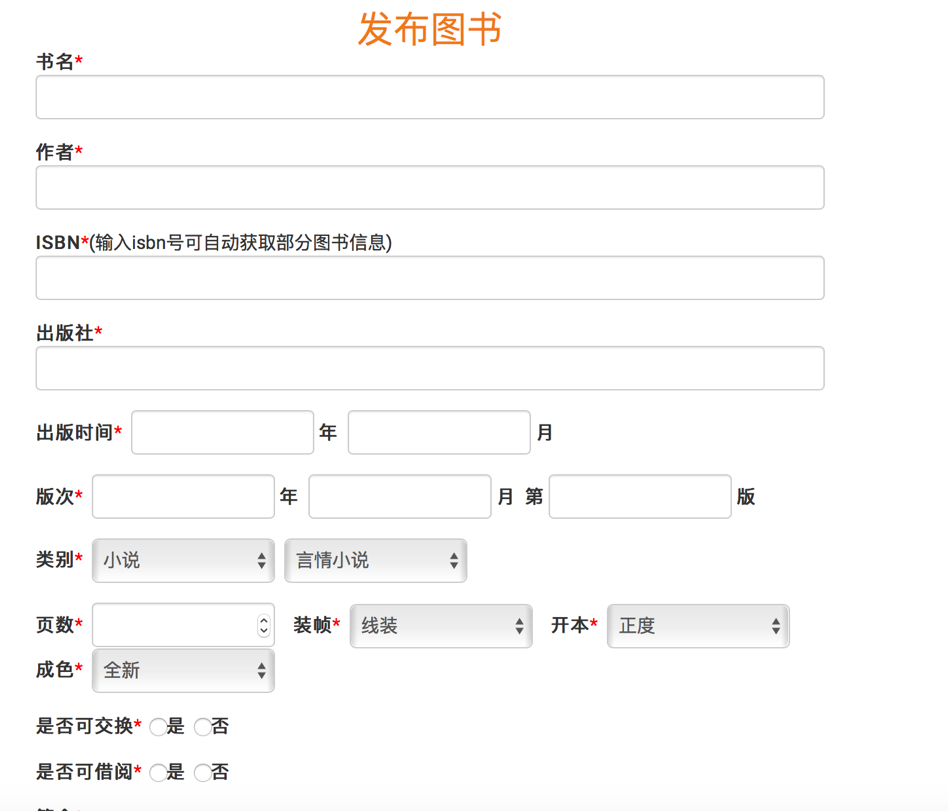 发布图书
书名*
作者*
ISBN*(输入isbn号可自动获取部分图书信息)
出版社*
出版时间* 年 月
版次* 年 月 第 版
类别* 小说 言情小说
页数* 装帧* 线装 开本* 正度
成色* 全新
是否可交换* 是 否
是否可借阅* 是 否